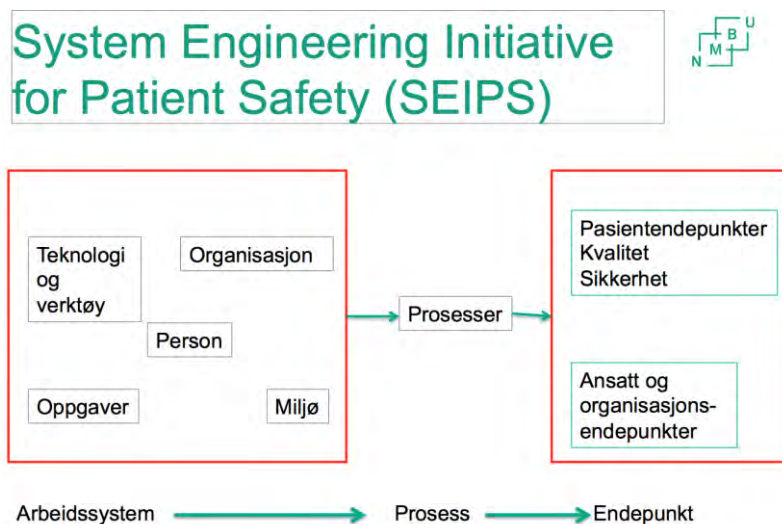 System Engineering Initiative
for Patient Safety (SEIPS)
N M B U
Teknologi
og
verktøy
Organisasjon
Person
Oppgaver
Miljø
Prosesser
Pasientendepunkter
Kvalitet
Sikkerhet
Ansatt og
organisasjons-
endepunkter
Arbeidssystem
Prosess
Endepunkt